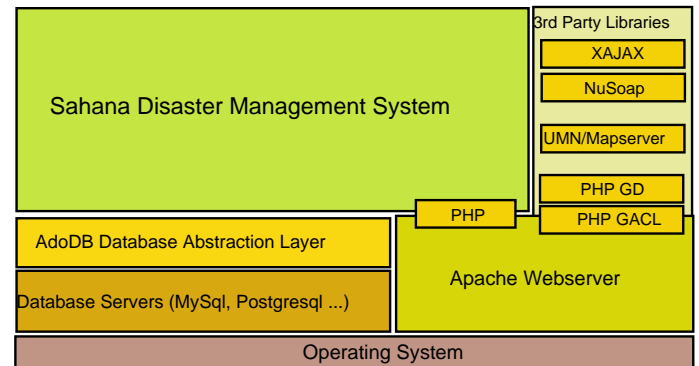 3rd Party Libraries
XAJAX
NuSoap
Sahana Disaster Management System
UMN/Mapserver
PHP GD
PHP
PHP GACL
AdoDB Database Abstraction Layer
Apache Webserver
Database Servers (MySql, Postgresql ...)
Operating System